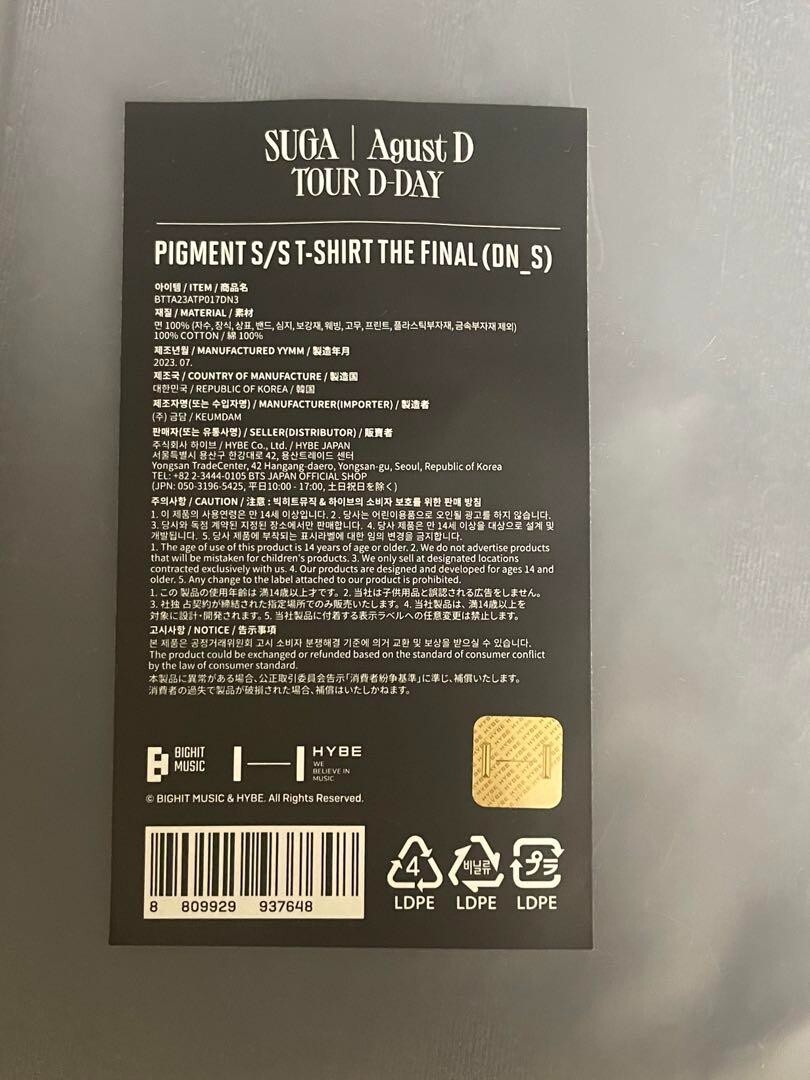 SUGA | Agust D
TOUR D-DAY
PIGMENT S/S T-SHIRT THE FINAL (DN_S)
아이템 / ITEM / 商品名
BTTA23ATP017DN3
재질 / MATERIAL / 素材
면 100% (자수, 장식, 상표, 밴드, 심지, 보강재, 웨빙, 고무, 프린트, 플라스틱부자재, 금속부자재 제외)
100% COTTON / 綿 100%
제조년월 / MANUFACTURED YYMM / 製造年月
2023. 07.
제조국 / COUNTRY OF MANUFACTURE / 製造国
대한민국 / REPUBLIC OF KOREA / 韓国
제조자명(또는 수입자명) / MANUFACTURER(IMPORTER) / 製造者
(주) 금담 / KEUMDAM
판매자(또는 유통사명) / SELLER(DISTRIBUTOR) / 販賣者
주식회사 하이브 / HYBE Co., Ltd. / HYBE JAPAN
서울특별시 용산구 한강대로 42, 용산트레이드 센터
Yongsan TradeCenter, 42 Hangang-daero, Yongsan-gu, Seoul, Republic of Korea
TEL: +82 2-3444-0105 BTS JAPAN OFFICIAL SHOP
(JPN: 050-3196-5425, 平日10:00 - 17:00, 土日祝日を除く)
주의사항 / CAUTION / 注意 : 빅히트뮤직 & 하이브의 소비자 보호를 위한 판매 방침
1. 이 제품의 사용연령은 만 14세 이상입니다. 2 . 당사는 어린이용품으로 오인될 광고를 하지 않습니다.
3. 당사와 독점 계약된 지정된 장소에서만 판매합니다. 4. 당사 제품은 만 14세 이상을 대상으로 설계 및
개발됩니다. 5. 당사 제품에 부착되는 표시라벨에 대한 임의 변경을 금지합니다.
1. The age of use of this product is 14 years of age or older. 2. We do not advertise products
that will be mistaken for children's products. 3. We only sell at designated locations
contracted exclusively with us. 4. Our products are designed and developed for ages 14 and
older. 5. Any change to the label attached to our product is prohibited.
1. この 製品の使用年齢は 満14歳以上才です。 2. 当社は子供用品と誤認される広告をしません。
3. 社独 占契約が締結された指定場所でのみ販売いたします。 4. 当社製品は、満14歳以上を
対象に設計・開発されます。 5. 当社製品に付着する表示ラベルへの任意変更は禁止します。
고시사항 / NOTICE / 告示事項
본 제품은 공정거래위원회 고시 소비자 분쟁해결 기준에 의거 교환 및 보상을 받으실 수 있습니다.
The product could be exchanged or refunded based on the standard of consumer conflict
by the law of consumer standard.
本製品に異常がある場合、公正取引委員会告示「消費者紛争基準」に準じ、補償いたします。
消費者の過失で製品が破損された場合、補償はいたしかねます。
BIGHIT
MUSIC
HYBE
WE
BELIEVE IN
MUSIC
HYBE
© BIGHIT MUSIC & HYBE. All Rights Reserved.
8 809929 937648
4
비닐류
プラ
LDPE LDPE LDPE